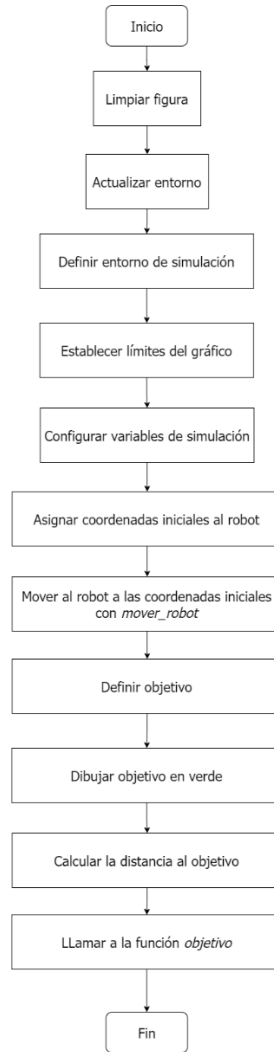 Inicio
Limpiar figura
Actualizar entorno
Definir entorno de simulación
Establecer límites del gráfico
Configurar variables de simulación
Asignar coordenadas iniciales al robot
Mover al robot a las coordenadas iniciales
con mover_robot
Definir objetivo
Dibujar objetivo en verde
Calcular la distancia al objetivo
LLamar a la función objetivo
Fin